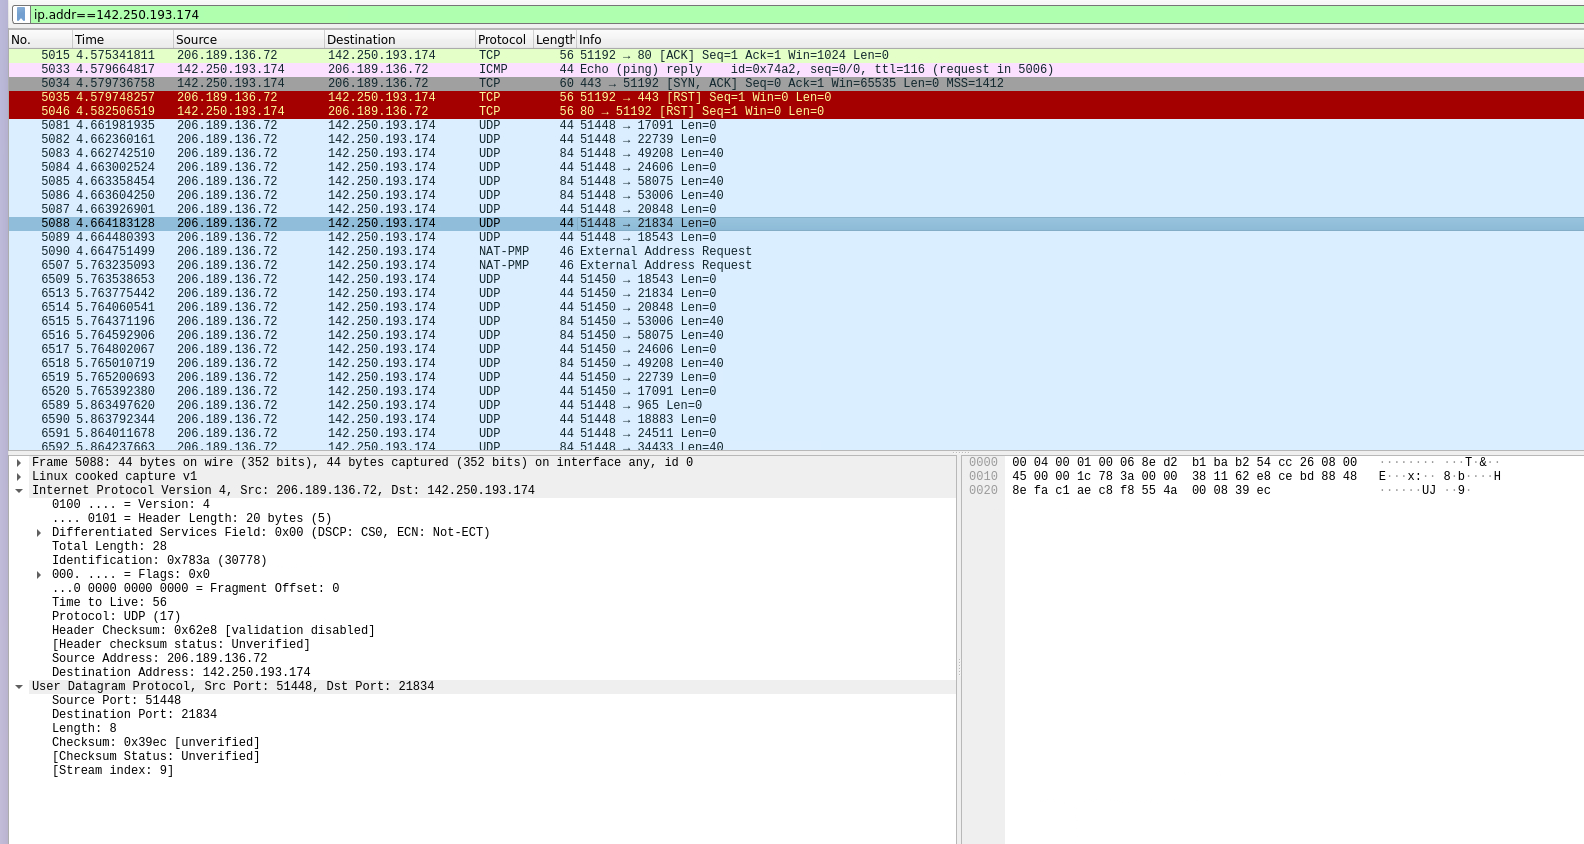 ip.addr==142.250.193.174
No. Time Source Destination Protocol Length Info
5015 4.575341811 206.189.136.72 142.250.193.174 TCP 56 51192 → 80 [ACK] Seq=1 Ack=1 Win=1024 Len=0
5033 4.579664817 142.250.193.174 206.189.136.72 ICMP 44 Echo (ping) reply id=0x74a2, seq=0/0, ttl=116 (request in 5006)
5034 4.579736758 142.250.193.174 206.189.136.72 TCP 60 443 → 51192 [SYN, ACK] Seq=0 Ack=1 Win=65535 Len=0 MSS=1412
5035 4.579748257 206.189.136.72 142.250.193.174 TCP 56 51192 → 443 [RST] Seq=1 Win=0 Len=0
5046 4.582506519 142.250.193.174 206.189.136.72 TCP 56 80 → 51192 [RST] Seq=1 Win=0 Len=0
5081 4.661981935 206.189.136.72 142.250.193.174 UDP 44 51448 → 17091 Len=0
5082 4.662360161 206.189.136.72 142.250.193.174 UDP 44 51448 → 22739 Len=0
5083 4.662742510 206.189.136.72 142.250.193.174 UDP 84 51448 → 49208 Len=40
5084 4.663002524 206.189.136.72 142.250.193.174 UDP 44 51448 → 24606 Len=0
5085 4.663358454 206.189.136.72 142.250.193.174 UDP 84 51448 → 58075 Len=40
5086 4.663604250 206.189.136.72 142.250.193.174 UDP 84 51448 → 53006 Len=40
5087 4.663926901 206.189.136.72 142.250.193.174 UDP 44 51448 → 20848 Len=0
5088 4.664183128 206.189.136.72 142.250.193.174 UDP 44 51448 → 21834 Len=0
5089 4.664480393 206.189.136.72 142.250.193.174 UDP 44 51448 → 18543 Len=0
5090 4.664751499 206.189.136.72 142.250.193.174 NAT-PMP 46 External Address Request
6507 5.763235093 206.189.136.72 142.250.193.174 NAT-PMP 46 External Address Request
6509 5.763538653 206.189.136.72 142.250.193.174 UDP 44 51450 → 18543 Len=0
6513 5.763775442 206.189.136.72 142.250.193.174 UDP 44 51450 → 21834 Len=0
6514 5.764060541 206.189.136.72 142.250.193.174 UDP 44 51450 → 20848 Len=0
6515 5.764371196 206.189.136.72 142.250.193.174 UDP 84 51450 → 53006 Len=40
6516 5.764592906 206.189.136.72 142.250.193.174 UDP 84 51450 → 58075 Len=40
6517 5.764802067 206.189.136.72 142.250.193.174 UDP 44 51450 → 24606 Len=0
6518 5.765010719 206.189.136.72 142.250.193.174 UDP 84 51450 → 49208 Len=40
6519 5.765200693 206.189.136.72 142.250.193.174 UDP 44 51450 → 22739 Len=0
6520 5.765392380 206.189.136.72 142.250.193.174 UDP 44 51450 → 17091 Len=0
6589 5.863497620 206.189.136.72 142.250.193.174 UDP 44 51448 → 965 Len=0
6590 5.863792344 206.189.136.72 142.250.193.174 UDP 44 51448 → 18883 Len=0
6591 5.864011678 206.189.136.72 142.250.193.174 UDP 44 51448 → 24511 Len=0
6592 5.864237663 206.189.136.72 142.250.193.174 UDP 84 51448 → 34433 Len=40
Frame 5088: 44 bytes on wire (352 bits), 44 bytes captured (352 bits) on interface any, id 0
Linux cooked capture v1
Internet Protocol Version 4, Src: 206.189.136.72, Dst: 142.250.193.174
0100 .... = Version: 4
.... 0101 = Header Length: 20 bytes (5)
Differentiated Services Field: 0x00 (DSCP: CS0, ECN: Not-ECT)
Total Length: 28
Identification: 0x783a (30778)
000. .... = Flags: 0x0
...0 0000 0000 0000 = Fragment Offset: 0
Time to Live: 56
Protocol: UDP (17)
Header Checksum: 0x62e8 [validation disabled]
[Header checksum status: Unverified]
Source Address: 206.189.136.72
Destination Address: 142.250.193.174
User Datagram Protocol, Src Port: 51448, Dst Port: 21834
Source Port: 51448
Destination Port: 21834
Length: 8
Checksum: 0x39ec [unverified]
[Checksum Status: Unverified]
[Stream index: 9]
0000 00 04 00 01 00 06 8e d2 b1 ba b2 54 cc 26 08 00 ········ ···T·&··
0010 45 00 00 1c 78 3a 00 00 38 11 62 e8 ce bd 88 48 E···x:·· 8·b····H
0020 8e fa c1 ae c8 f8 55 4a 00 08 39 ec ······UJ ··9·